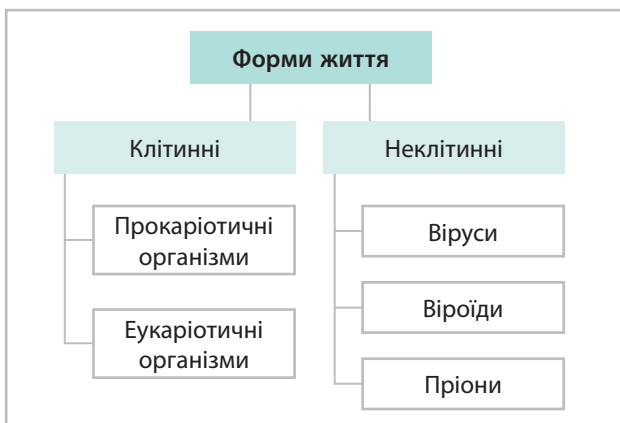 Форми життя
Клітинні
Неклітинні
Прокаріотичні
організми
Еукаріотичні
організми
Віруси
Віроїди
Пріони